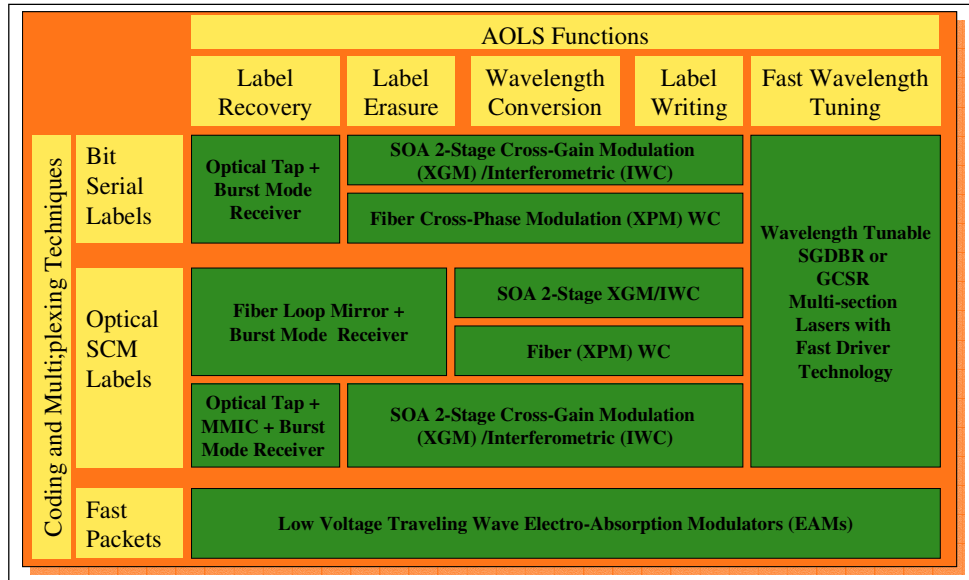 AOLS Functions
Label
Recovery
Label
Erasure
Wavelength
Conversion
Label
Writing
Fast Wavelength
Tuning
Coding and Multi;plexing Techniques
Bit
Serial
Labels
Optical Tap +
Burst Mode
Receiver
SOA 2-Stage Cross-Gain Modulation
(XGM) /Interferometric (IWC)
Fiber Cross-Phase Modulation (XPM) WC
Wavelength Tunable
SGDBR or
GCSR
Multi-section
Lasers with
Fast Driver
Technology
Optical
SCM
Labels
Fiber Loop Mirror +
Burst Mode Receiver
SOA 2-Stage XGM/IWC
Fiber (XPM) WC
Optical Tap +
MMIC + Burst
Mode Receiver
SOA 2-Stage Cross-Gain Modulation
(XGM) /Interferometric (IWC)
Fast
Packets
Low Voltage Traveling Wave Electro-Absorption Modulators (EAMs)